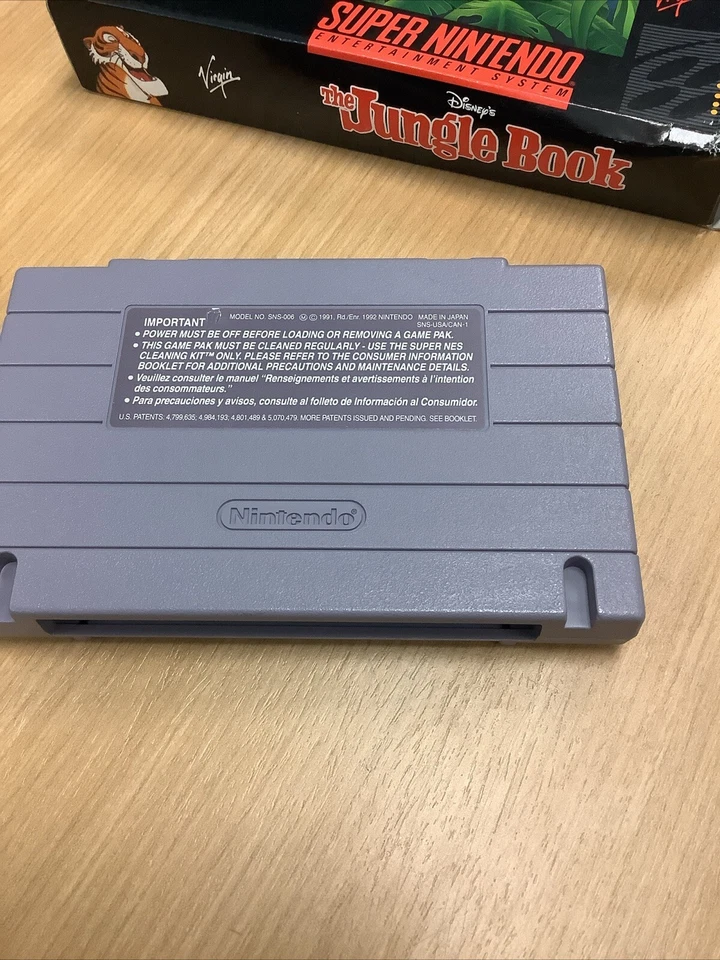 SUPER NINTENDO
ENTERTAINMENT SYSTEM
Virgin
Disney's
The Jungle Book
IMPORTANT
MODEL NO. SNS-006 Ⓜ © 1991, Rd./Enr. 1992 NINTENDO MADE IN JAPAN
SNS-USA/CAN-1
• POWER MUST BE OFF BEFORE LOADING OR REMOVING A GAME PAK.
• THIS GAME PAK MUST BE CLEANED REGULARLY - USE THE SUPER NES
CLEANING KIT™ ONLY. PLEASE REFER TO THE CONSUMER INFORMATION
BOOKLET FOR ADDITIONAL PRECAUTIONS AND MAINTENANCE DETAILS.
• Veuillez consulter le manuel "Renseignements et avertissements à l'intention
des consommateurs."
• Para precauciones y avisos, consulte al folleto de Información al Consumidor.
U.S. PATENTS: 4,799,635; 4,984,193; 4,801,489 & 5,070,479. MORE PATENTS ISSUED AND PENDING. SEE BOOKLET.
Nintendo®